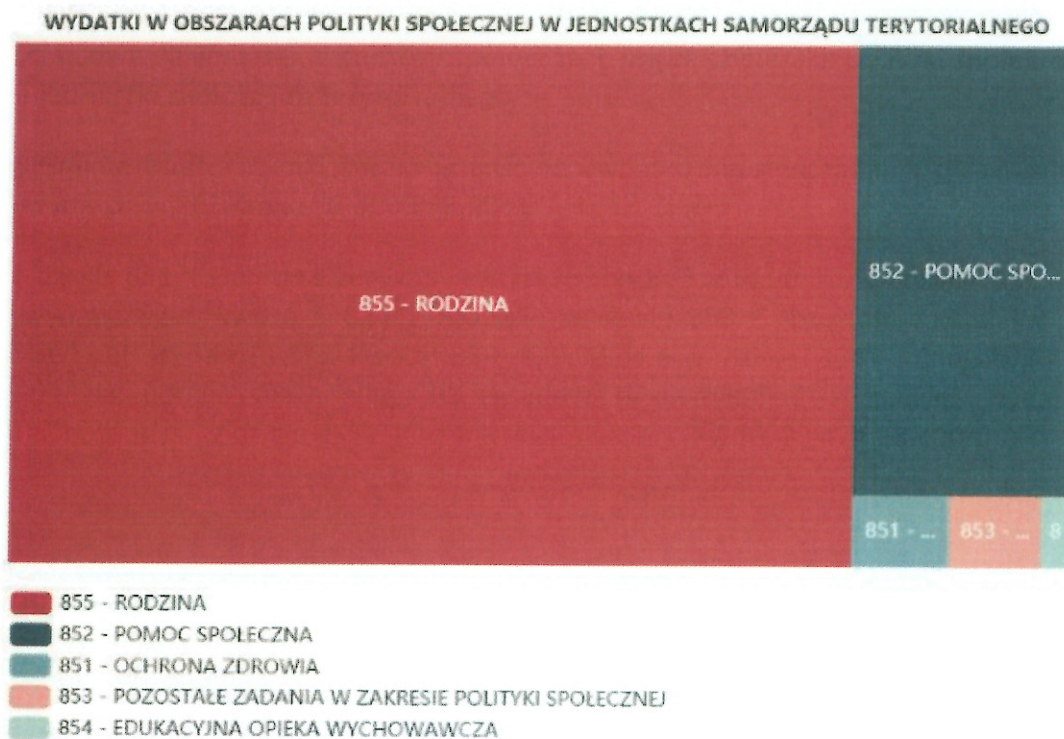 WYDATKI W OBSZARACH POLITYKI SPOŁECZNEJ W JEDNOSTKACH SAMORZĄDU TERYTORIALNEGO
855 - RODZINA
852 - POMOC SPO...
851 - ...
853 - ...
8
855 - RODZINA
852 - POMOC SPOŁECZNA
851 - OCHRONA ZDROWIA
853 - POZOSTAŁE ZADANIA W ZAKRESIE POLITYKI SPOŁECZNEJ
854 - EDUKACYJNA OPIEKA WYCHOWAWCZA